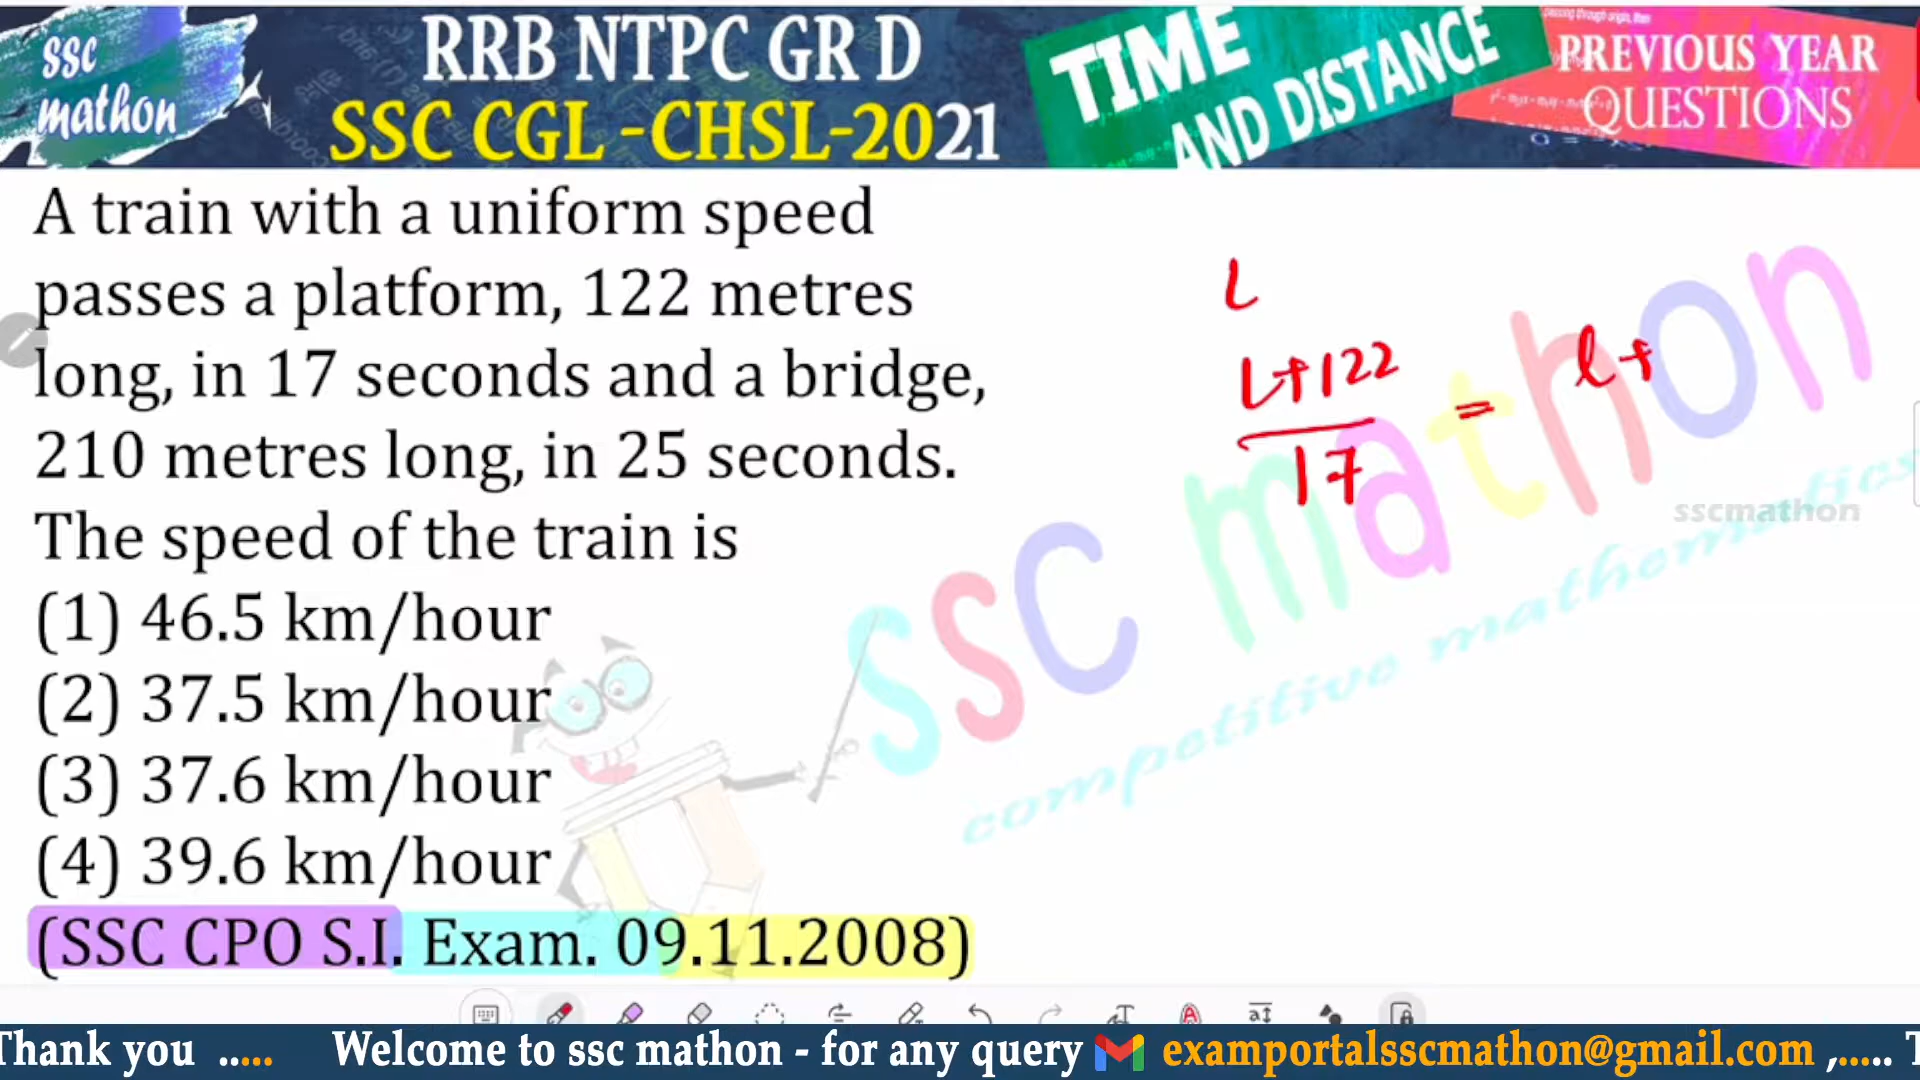 ssc
mathon
RRB NTPC GR D
SSC CGL -CHSL-2021
TIME
AND DISTANCE
PREVIOUS YEAR
QUESTIONS
A train with a uniform speed
passes a platform, 122 metres
long, in 17 seconds and a bridge,
210 metres long, in 25 seconds.
The speed of the train is
(1) 46.5 km/hour
(2) 37.5 km/hour
(3) 37.6 km/hour
(4) 39.6 km/hour
(SSC CPO S.I. Exam. 09.11.2008)
L
L+122
17
=
l+
ssc mathon
competitive mathematics
sscmathon
Thank you ..... Welcome to ssc mathon - for any query examportalsscmathon@gmail.com ,..... T